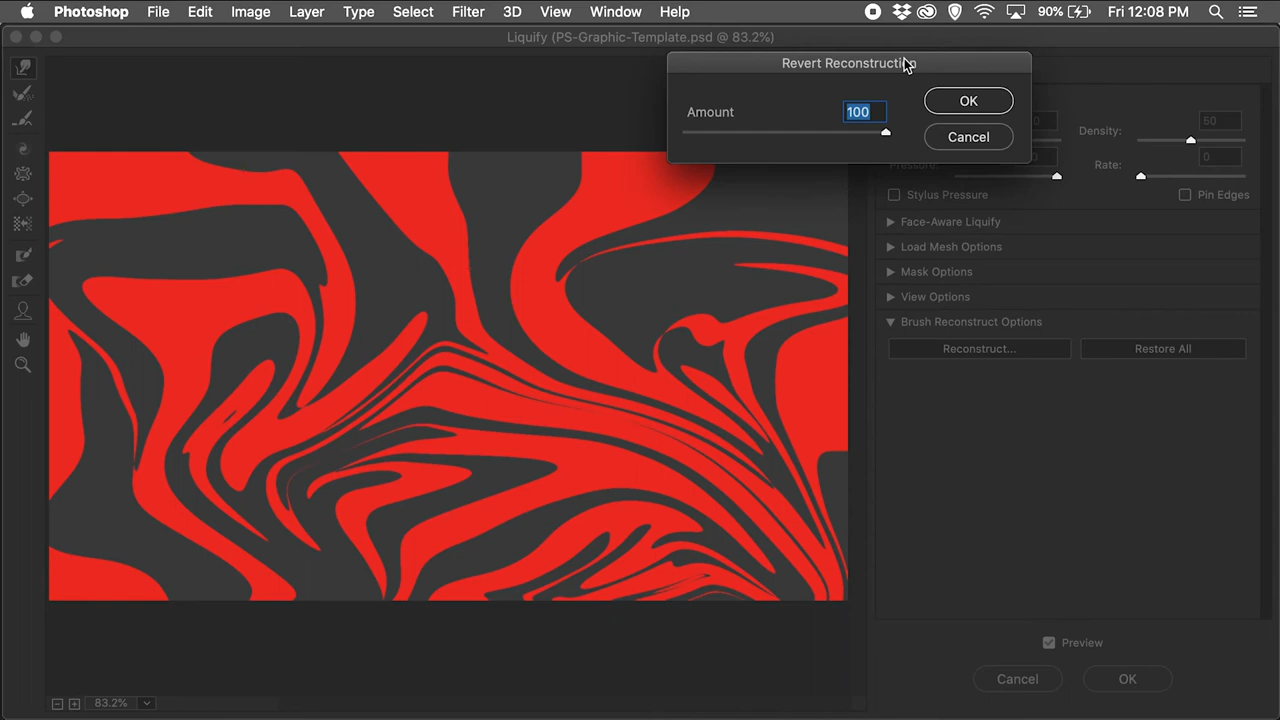 Photoshop File Edit Image Layer Type Select Filter 3D View Window Help 90% Fri 12:08 PM
Liquify (PS-Graphic-Template.psd @ 83.2%)
Revert Reconstruction
Amount 100 OK
Cancel
0 Density: 50
Pressure: 0 Rate: 0
Stylus Pressure Pin Edges
Face-Aware Liquify
Load Mesh Options
Mask Options
View Options
Brush Reconstruct Options
Reconstruct... Restore All
Preview
Cancel OK
83.2%